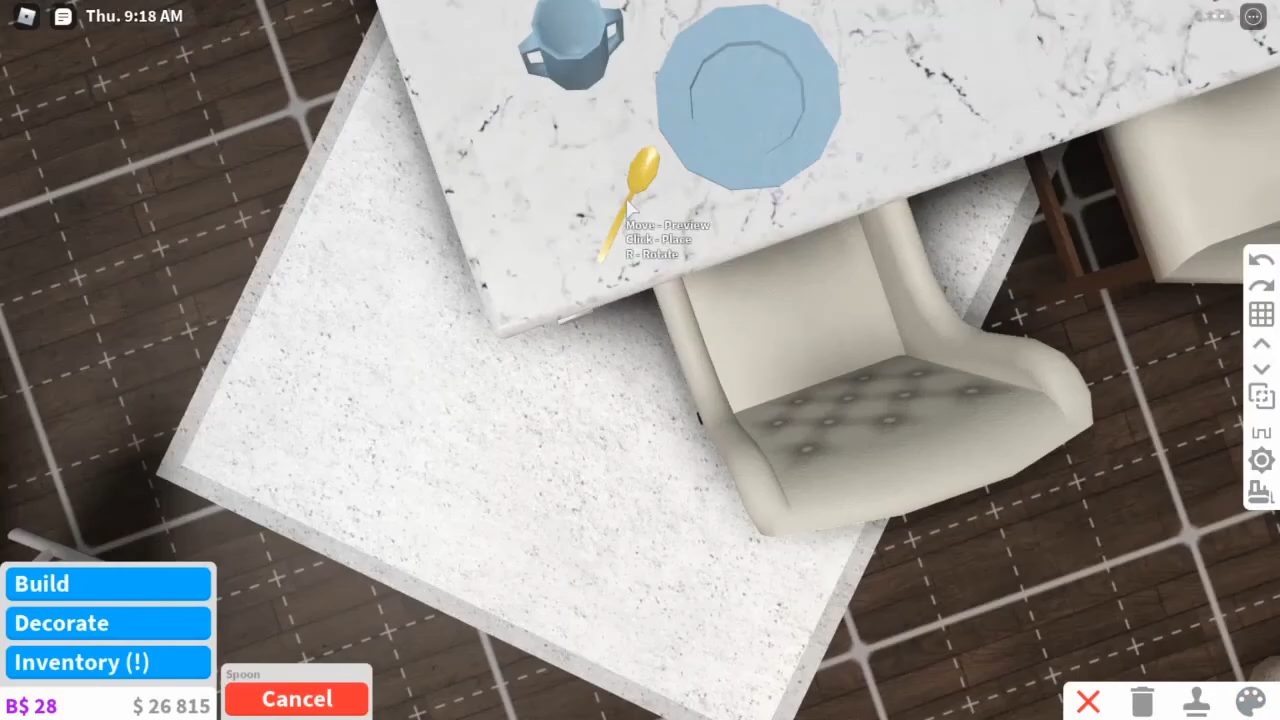 Thu. 9:18 AM
Move - Preview
Click - Place
R - Rotate
Build
Decorate
Inventory (!)
B$ 28
$ 26 815
Spoon
Cancel